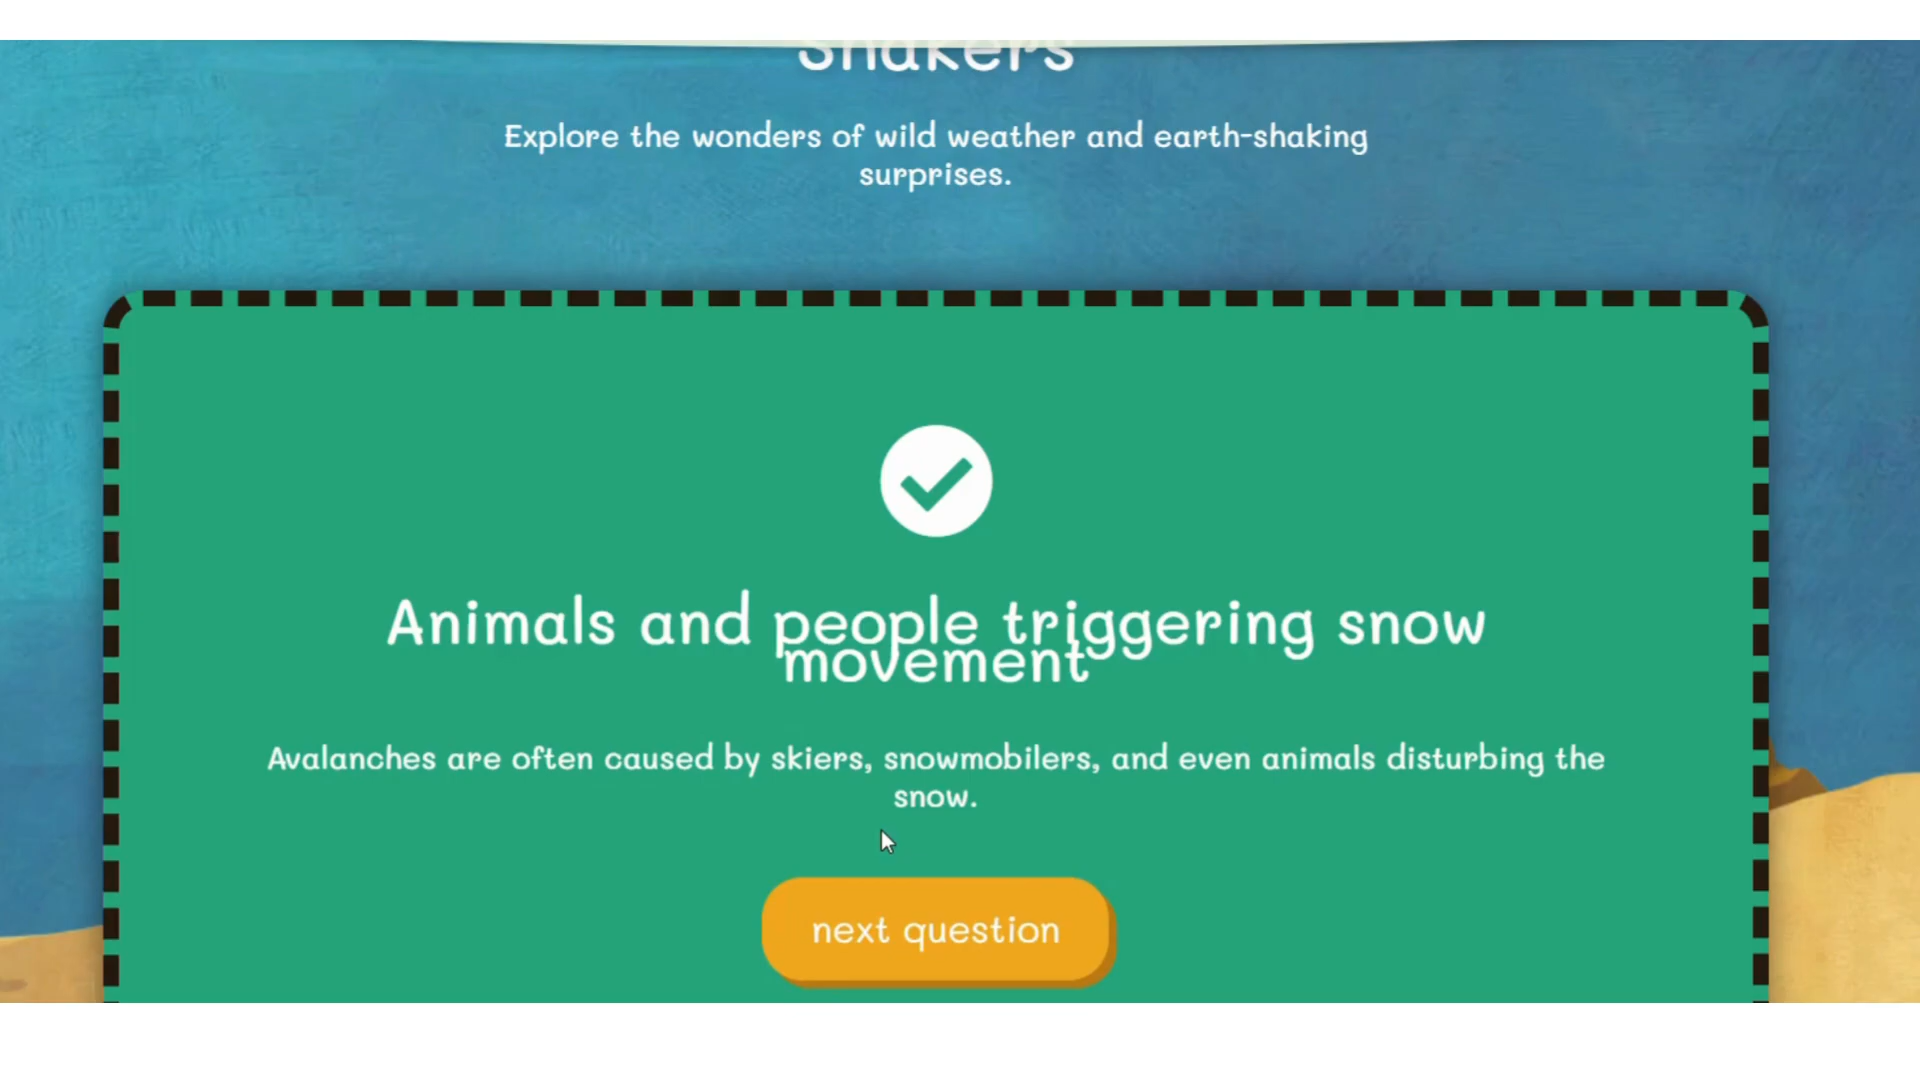 Shakers
Explore the wonders of wild weather and earth-shaking
surprises.
Animals and people triggering snow
movement
Avalanches are often caused by skiers, snowmobilers, and even animals disturbing the
snow.
next question